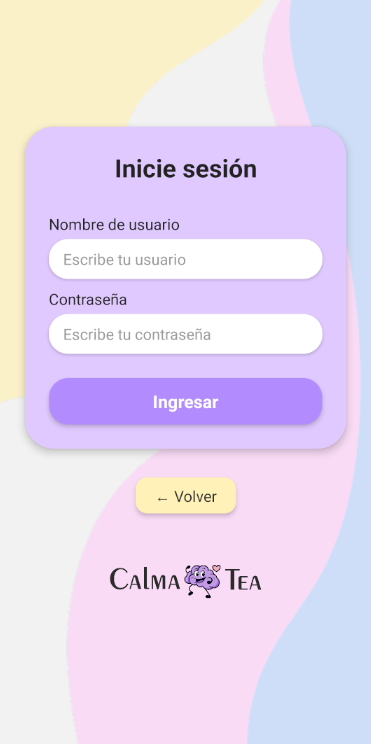 Inicie sesión
Nombre de usuario
Escribe tu usuario
Contraseña
Escribe tu contraseña
Ingresar
← Volver
CALMA TEA